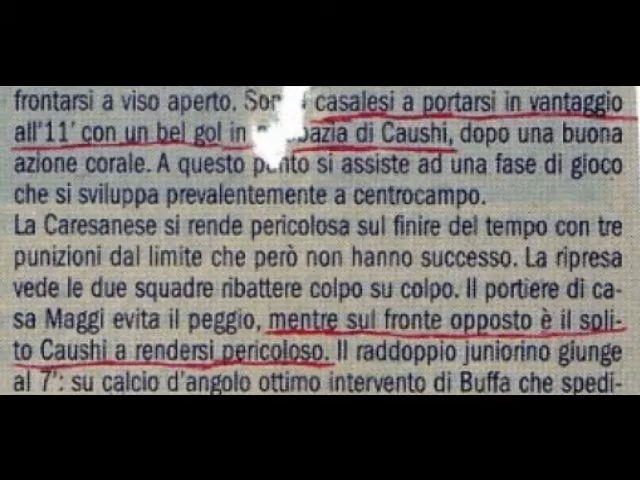 frontarsi a viso aperto. casalesi a portarsi in vantaggio
all'11' con un bel gol in di Caushi, dopo una buona
azione corale. A questo punto si assiste ad una fase di gioco
che si sviluppa prevalentemente a centrocampo.
La Caresanese si rende pericolosa sul finire del tempo con tre
punizioni dal limite che però non hanno successo. La ripresa
vede le due squadre ribattere colpo su colpo. Il portiere di ca-
sa Maggi evita il peggio, mentre sul fronte opposto è il soli-
to Caushi a rendersi pericoloso. Il raddoppio juniorino giunge
al 7': su calcio d'angolo ottimo intervento di Buffa che spedi-